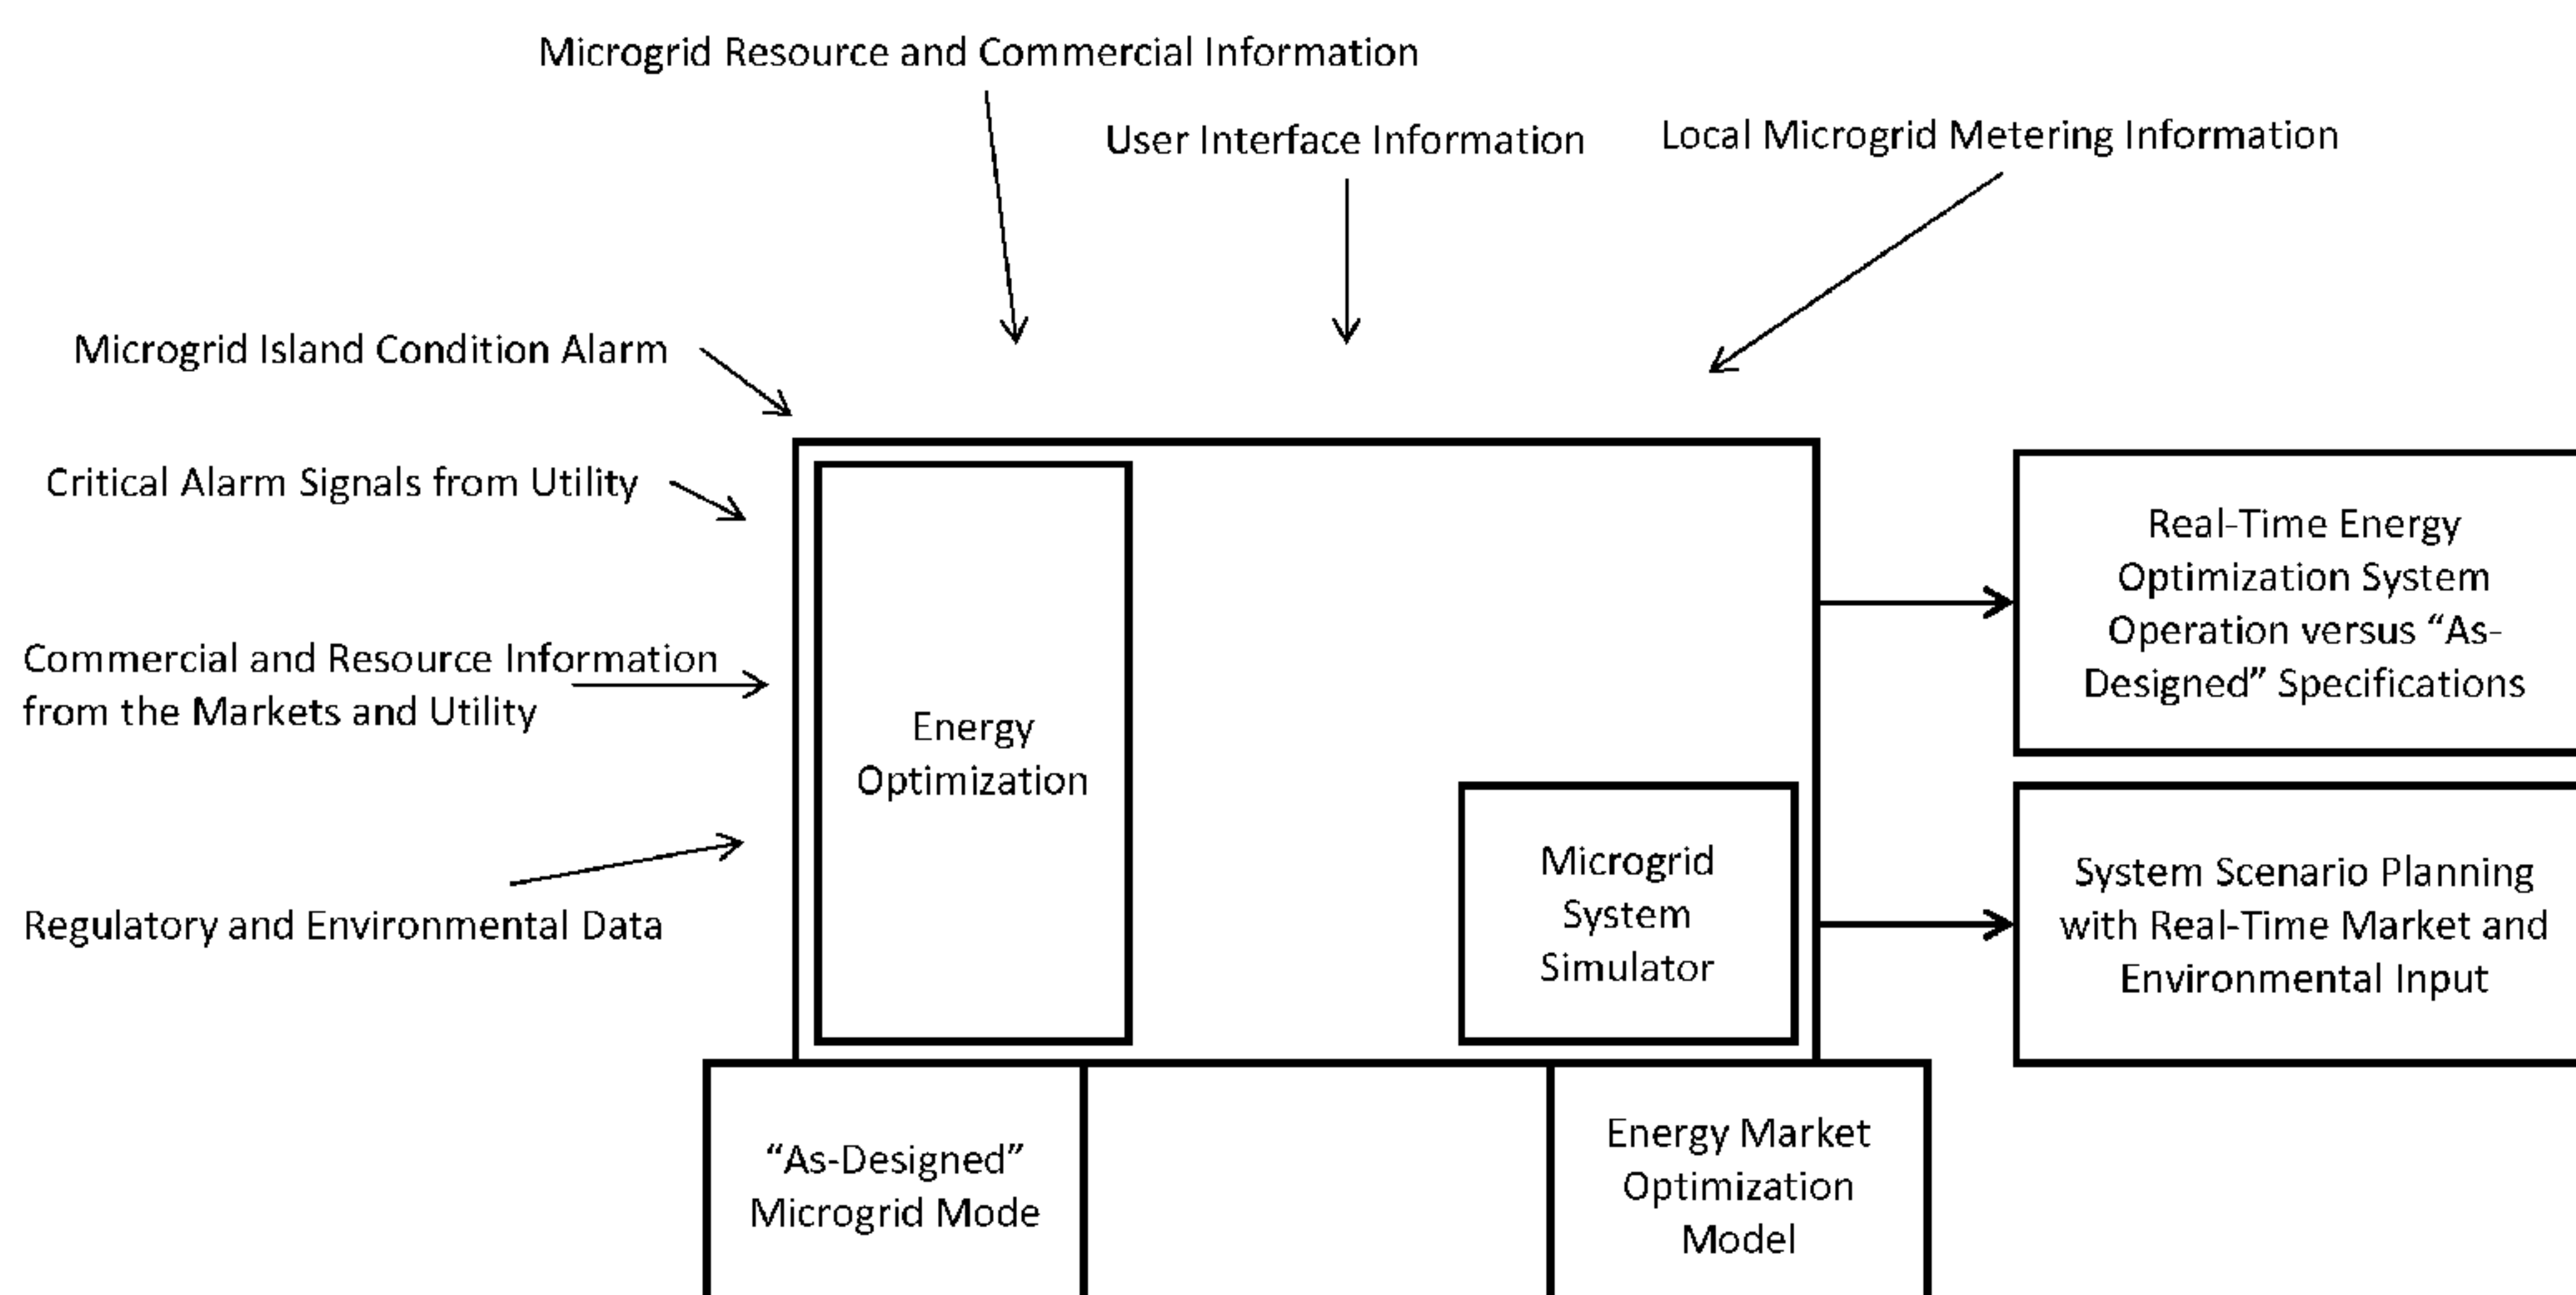 Microgrid Resource and Commercial Information
User Interface Information
Local Microgrid Metering Information
Microgrid Island Condition Alarm
Critical Alarm Signals from Utility
Commercial and Resource Information
from the Markets and Utility
Regulatory and Environmental Data
Energy
Optimization
Microgrid
System
Simulator
Real-Time Energy
Optimization System
Operation versus “As-
Designed” Specifications
System Scenario Planning
with Real-Time Market and
Environmental Input
“As-Designed”
Microgrid Mode
Energy Market
Optimization
Model